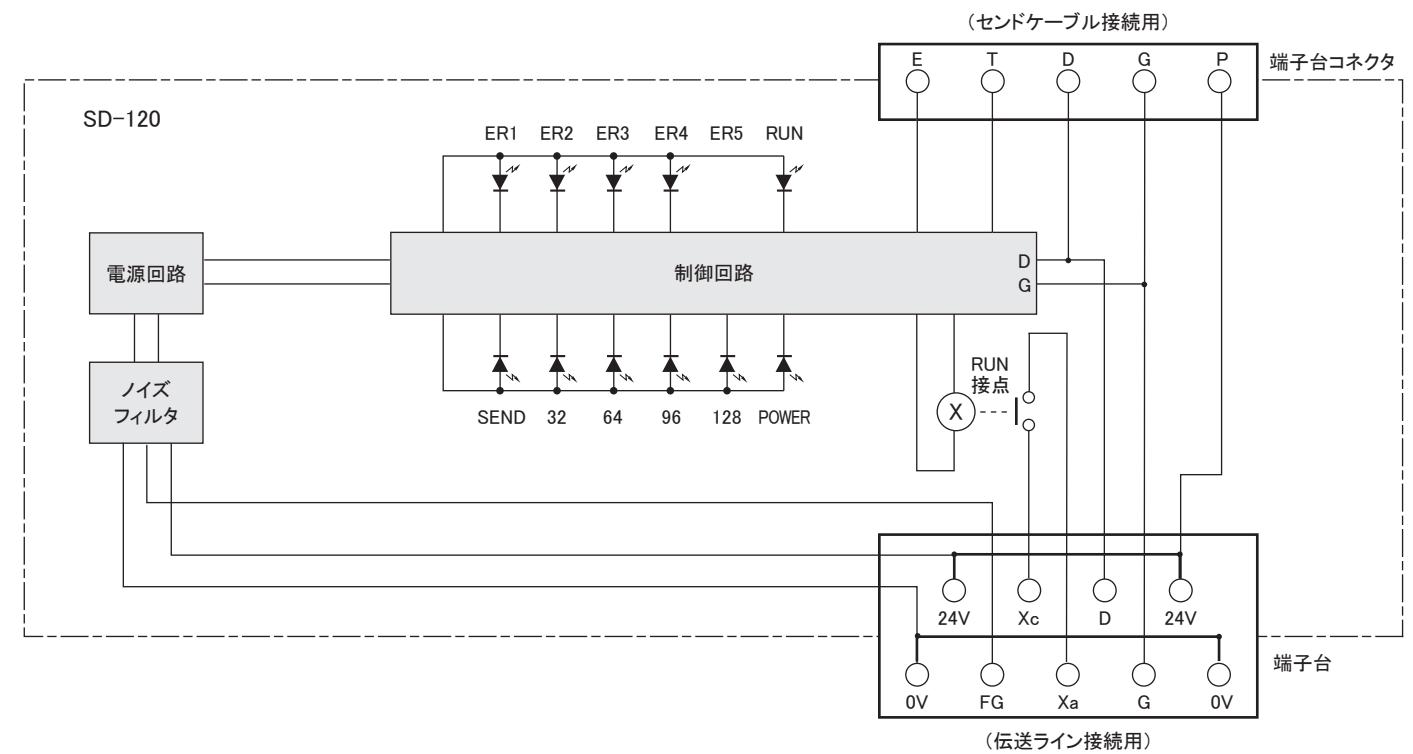 （センドケーブル接続用）
E T D G P
端子台コネクタ
SD-120
ER1 ER2 ER3 ER4 ER5 RUN
電源回路
制御回路
D
G
ノイズ
フィルタ
RUN
接点
X
SEND 32 64 96 128 POWER
24V Xc D 24V
端子台
0V FG Xa G 0V
（伝送ライン接続用）